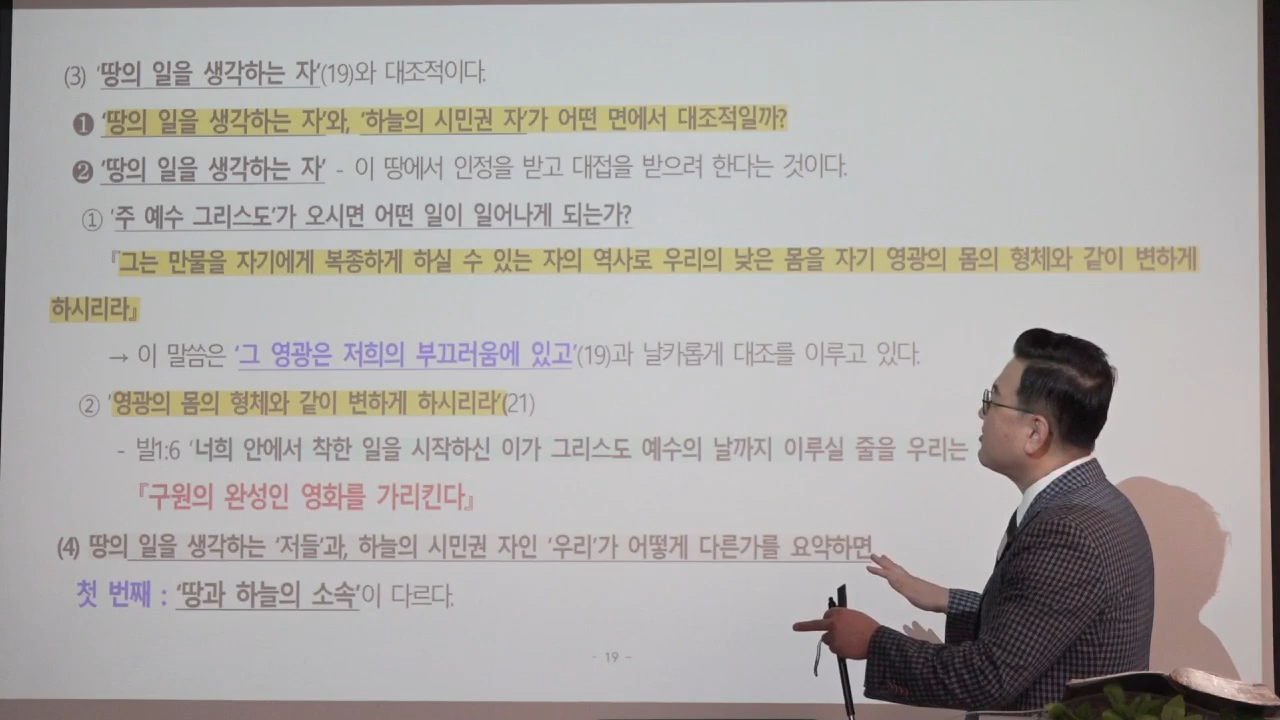 (3) '땅의 일을 생각하는 자'(19)와 대조적이다.
❶ '땅의 일을 생각하는 자'와, '하늘의 시민권 자'가 어떤 면에서 대조적일까?
❷ '땅의 일을 생각하는 자' - 이 땅에서 인정을 받고 대접을 받으려 한다는 것이다.
① '주 예수 그리스도'가 오시면 어떤 일이 일어나게 되는가?
『그는 만물을 자기에게 복종하게 하실 수 있는 자의 역사로 우리의 낮은 몸을 자기 영광의 몸의 형체와 같이 변하게
하시리라』
→ 이 말씀은 '그 영광은 저희의 부끄러움에 있고'(19)과 날카롭게 대조를 이루고 있다.
② '영광의 몸의 형체와 같이 변하게 하시리라'(21)
- 빌1:6 '너희 안에서 착한 일을 시작하신 이가 그리스도 예수의 날까지 이루실 줄을 우리는
『구원의 완성인 영화를 가리킨다』
(4) 땅의 일을 생각하는 '저들'과, 하늘의 시민권 자인 '우리'가 어떻게 다른가를 요약하면
첫 번째 : '땅과 하늘의 소속'이 다르다.
- 19 -